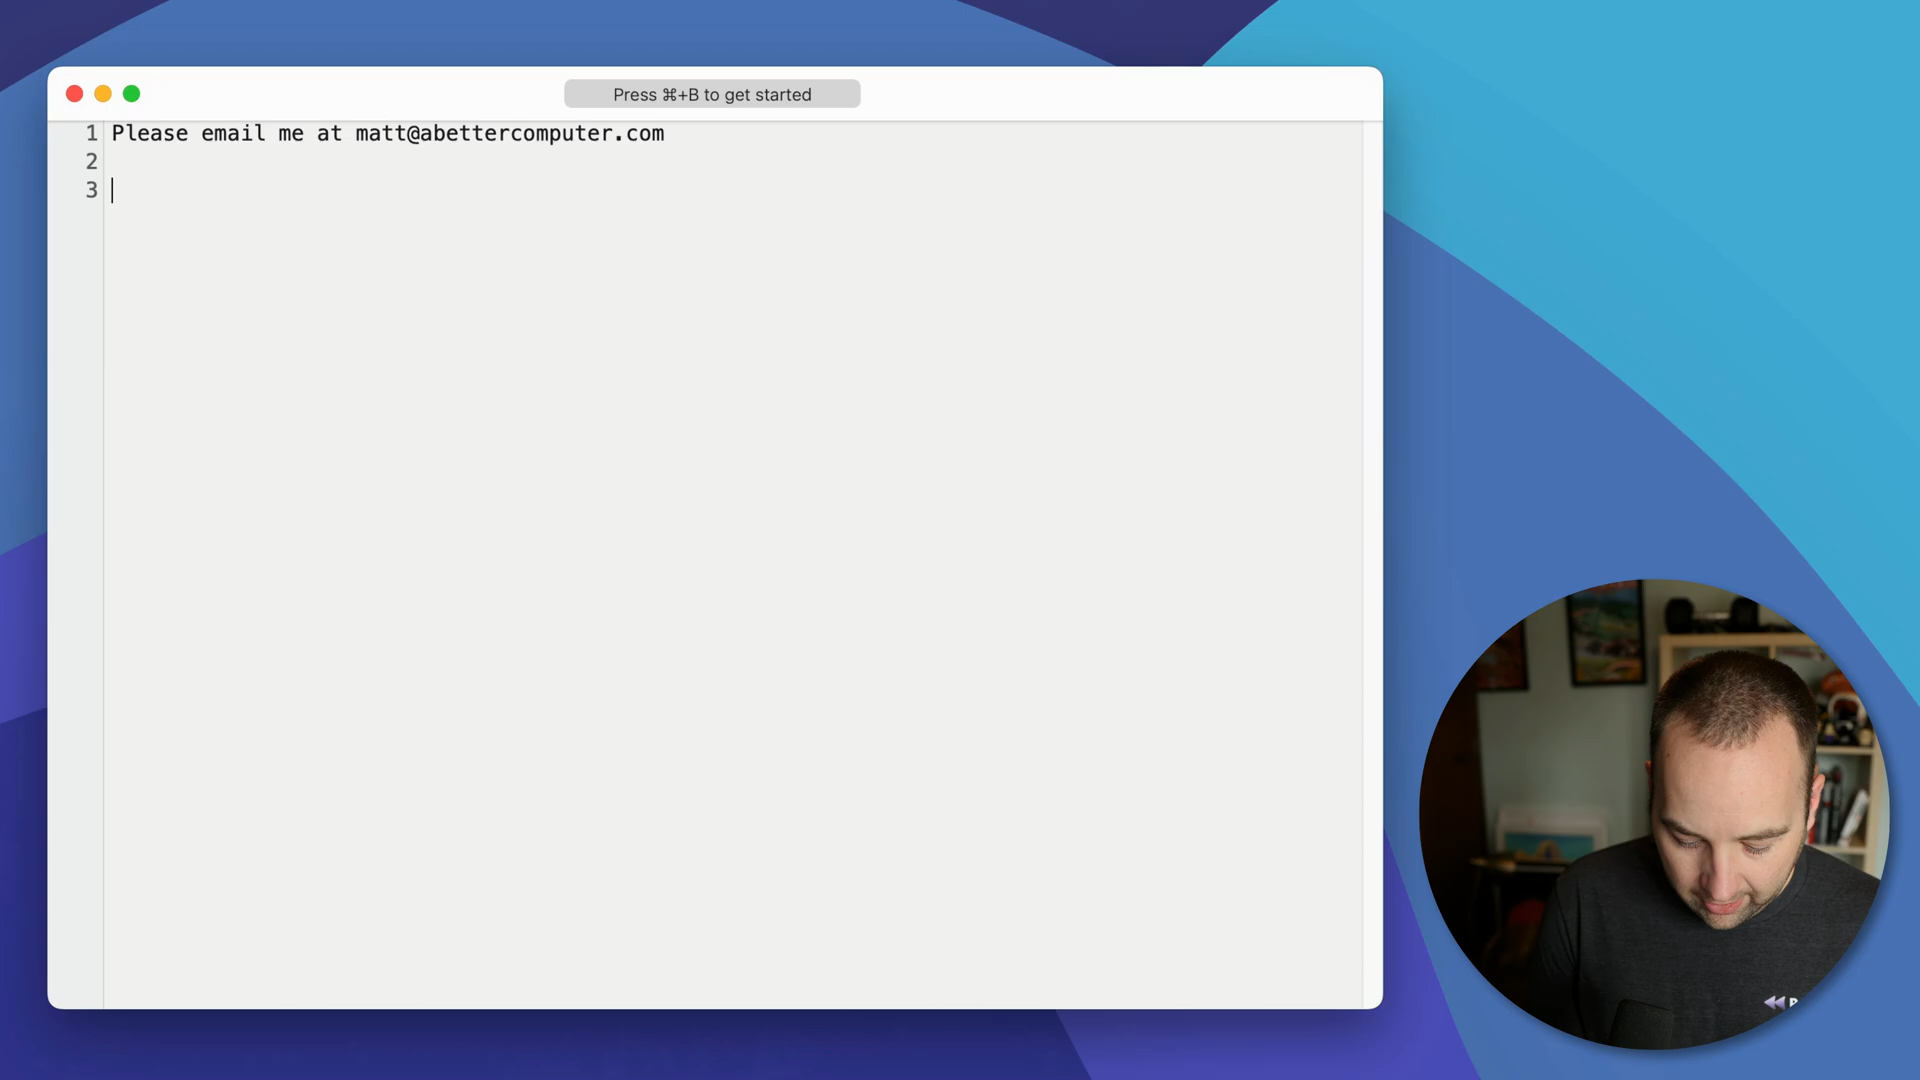 Press ⌘+B to get started
1 Please email me at matt@abettercomputer.com
2
3